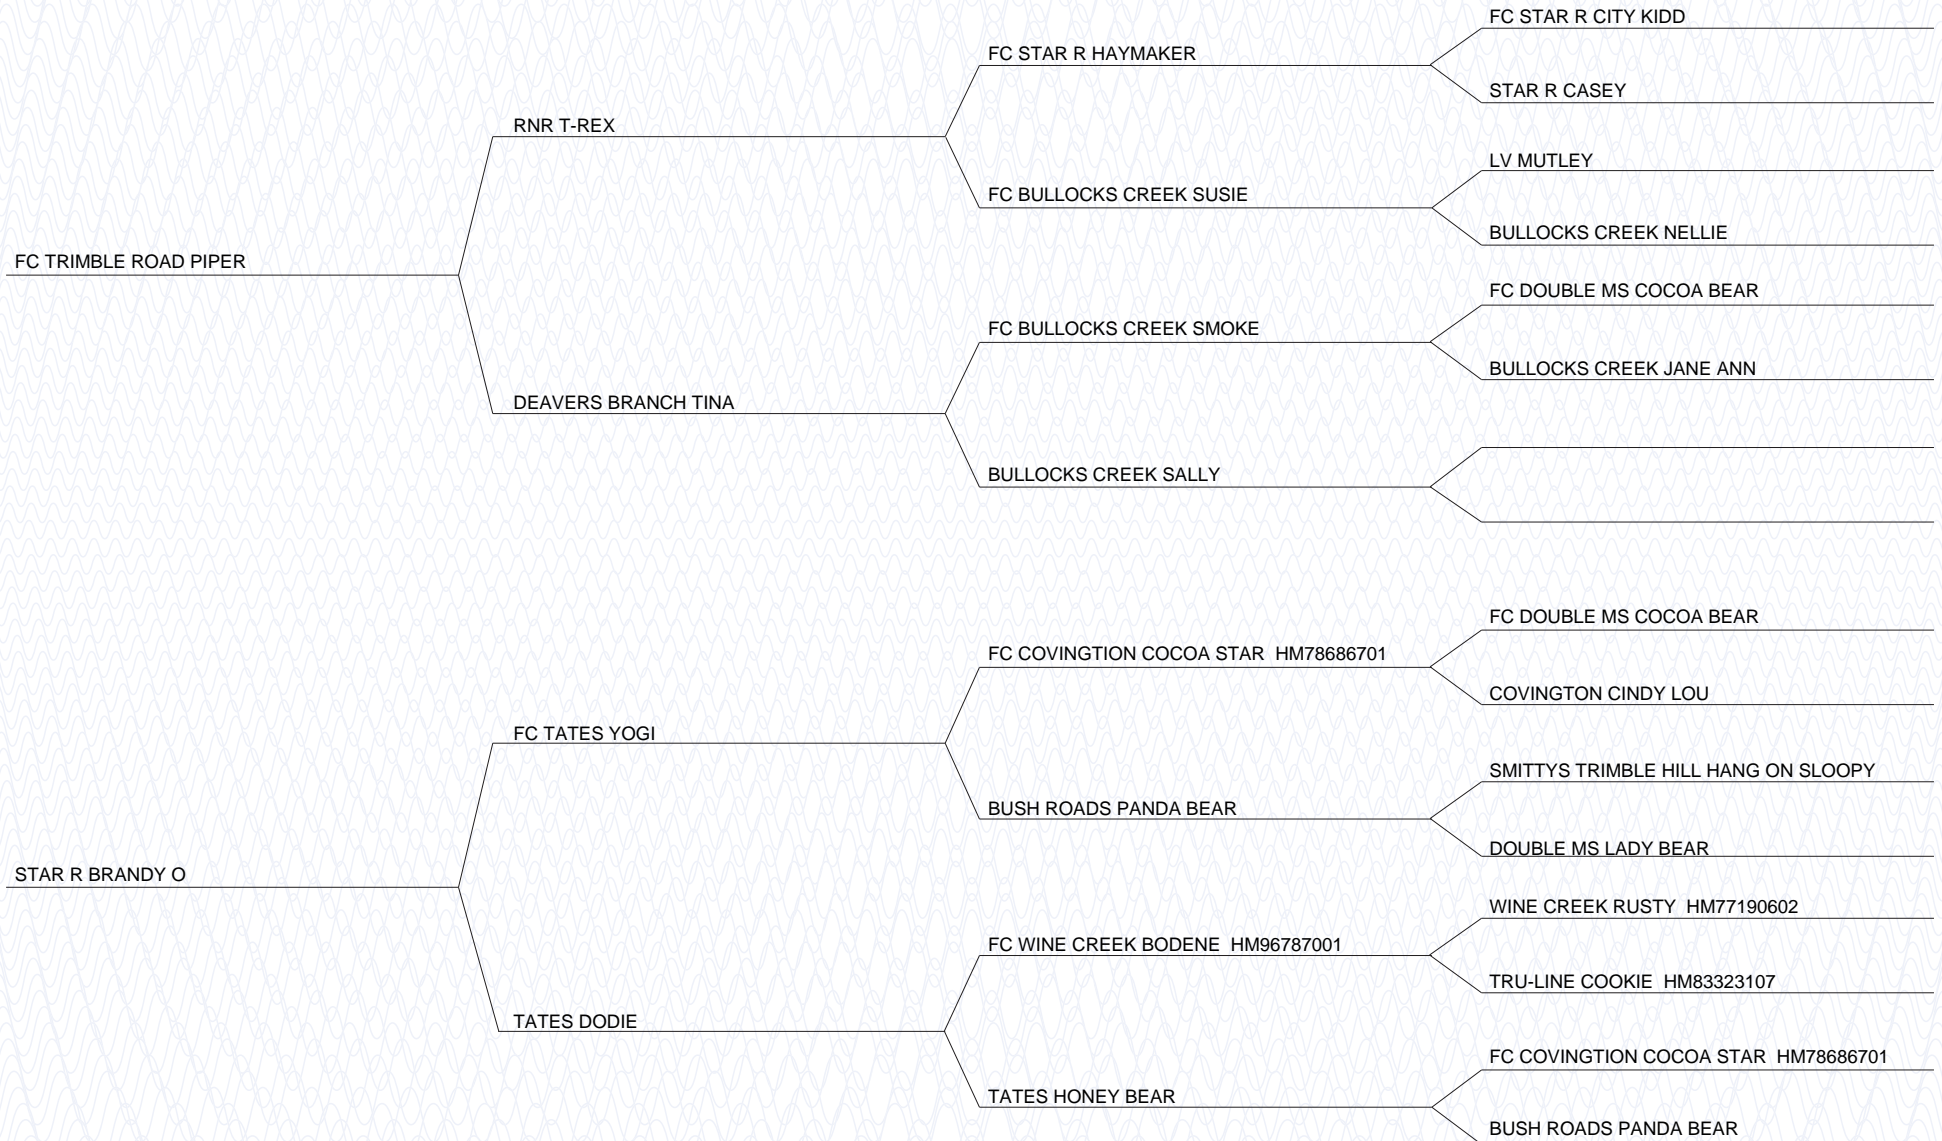 FC STAR R CITY KIDD
FC STAR R HAYMAKER
STAR R CASEY
RNR T-REX
LV MUTLEY
FC BULLOCKS CREEK SUSIE
BULLOCKS CREEK NELLIE
FC TRIMBLE ROAD PIPER
FC DOUBLE MS COCOA BEAR
FC BULLOCKS CREEK SMOKE
BULLOCKS CREEK JANE ANN
DEAVERS BRANCH TINA
BULLOCKS CREEK SALLY
FC DOUBLE MS COCOA BEAR
FC COVINGTION COCOA STAR HM78686701
COVINGTON CINDY LOU
FC TATES YOGI
SMITTYS TRIMBLE HILL HANG ON SLOOPY
BUSH ROADS PANDA BEAR
DOUBLE MS LADY BEAR
STAR R BRANDY O
WINE CREEK RUSTY HM77190602
FC WINE CREEK BODENE HM96787001
TRU-LINE COOKIE HM83323107
TATES DODIE
FC COVINGTION COCOA STAR HM78686701
TATES HONEY BEAR
BUSH ROADS PANDA BEAR